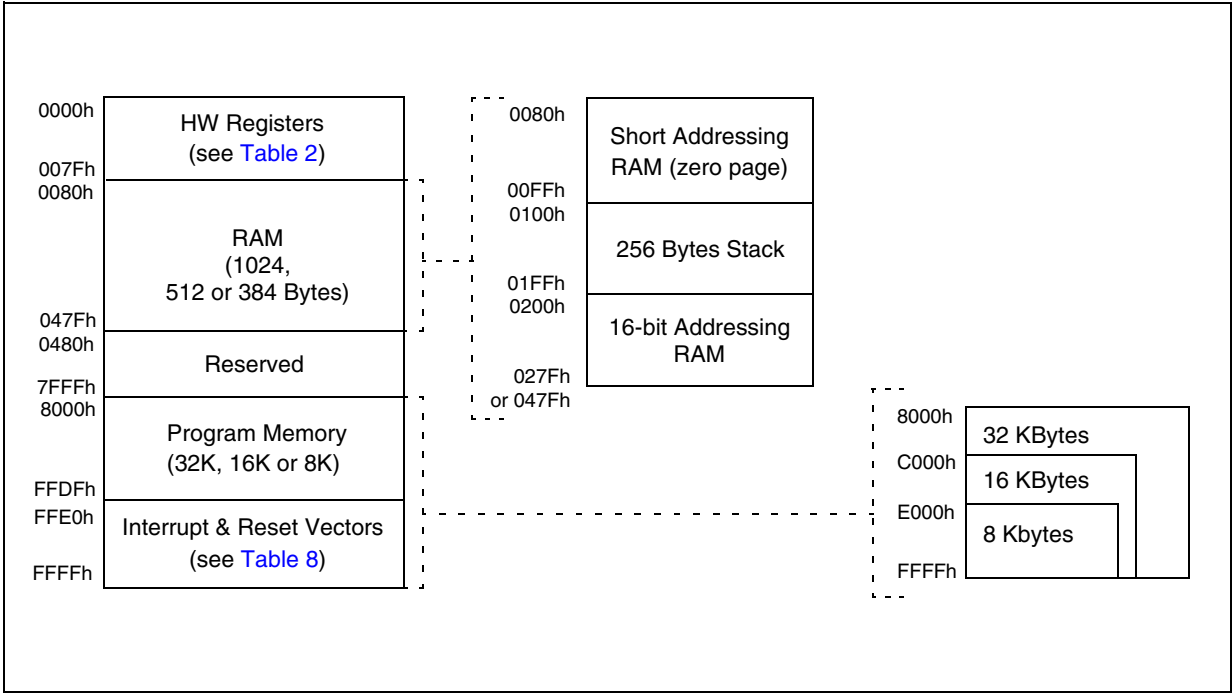 0000h
HW Registers
(see Table 2)
007Fh
0080h
RAM
(1024,
512 or 384 Bytes)
047Fh
0480h
Reserved
7FFFh
8000h
Program Memory
(32K, 16K or 8K)
FFDFh
FFE0h
Interrupt & Reset Vectors
(see Table 8)
FFFFh
0080h
Short Addressing
RAM (zero page)
00FFh
0100h
256 Bytes Stack
01FFh
0200h
16-bit Addressing
RAM
027Fh
or 047Fh
8000h
32 KBytes
C000h
16 KBytes
E000h
8 Kbytes
FFFFh